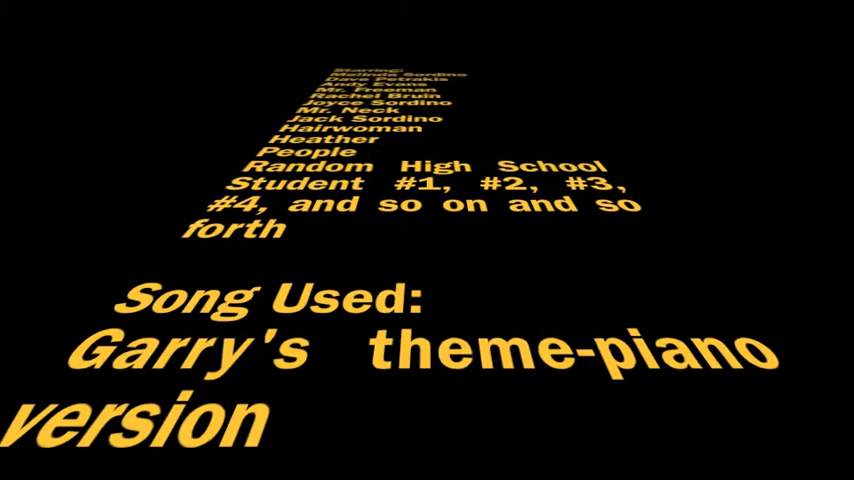 Starring:
Melinda Sordino
Dave Petrakis
Andy Evans
Mr. Freeman
Rachel Bruin
Joyce Sordino
Mr. Neck
Jack Sordino
Hairwoman
Heather
People
Random High School
Student #1, #2, #3,
#4, and so on and so
forth
Song Used:
Garry's theme-piano
version